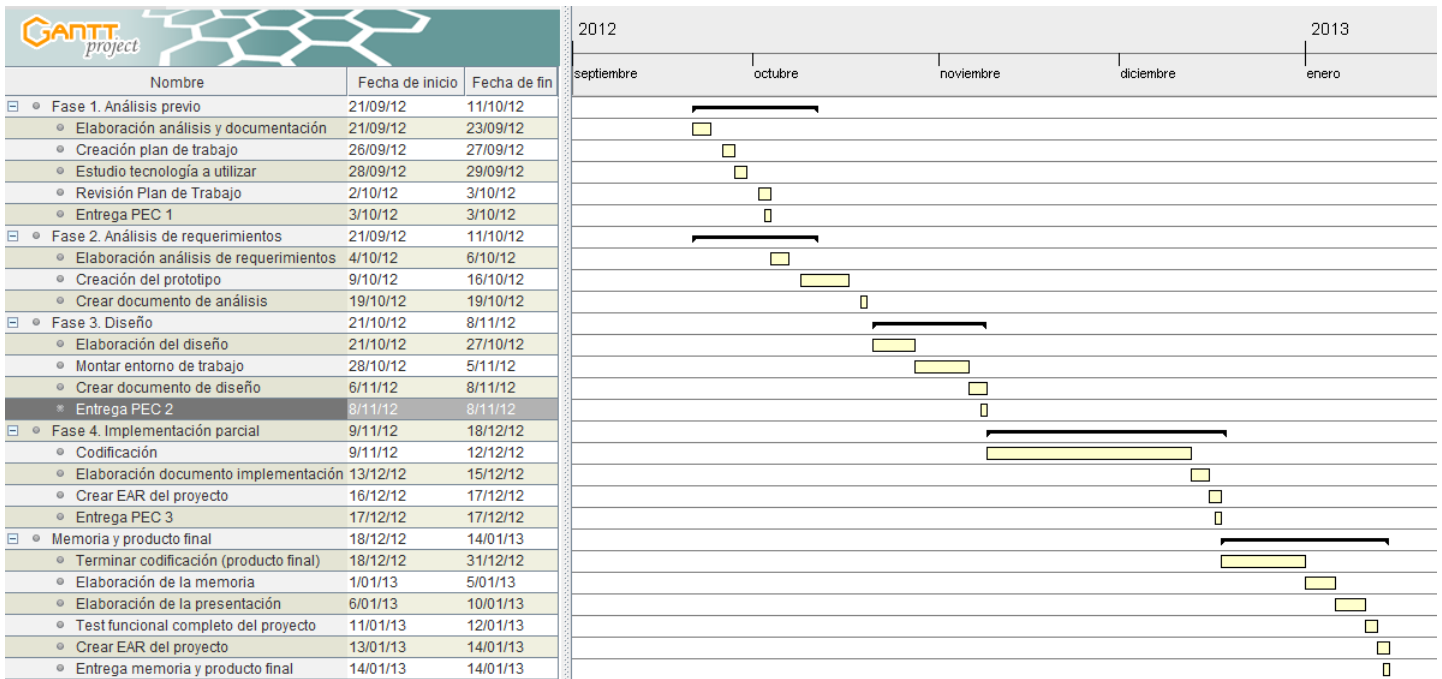 GANTT project
2012 2013
septiembre octubre noviembre diciembre enero
Nombre Fecha de inicio Fecha de fin
Fase 1. Análisis previo 21/09/12 11/10/12
Elaboración análisis y documentación 21/09/12 23/09/12
Creación plan de trabajo 26/09/12 27/09/12
Estudio tecnología a utilizar 28/09/12 29/09/12
Revisión Plan de Trabajo 2/10/12 3/10/12
Entrega PEC 1 3/10/12 3/10/12
Fase 2. Análisis de requerimientos 21/09/12 11/10/12
Elaboración análisis de requerimientos 4/10/12 6/10/12
Creación del prototipo 9/10/12 16/10/12
Crear documento de análisis 19/10/12 19/10/12
Fase 3. Diseño 21/10/12 8/11/12
Elaboración del diseño 21/10/12 27/10/12
Montar entorno de trabajo 28/10/12 5/11/12
Crear documento de diseño 6/11/12 8/11/12
Entrega PEC 2 8/11/12 8/11/12
Fase 4. Implementación parcial 9/11/12 18/12/12
Codificación 9/11/12 12/12/12
Elaboración documento implementación 13/12/12 15/12/12
Crear EAR del proyecto 16/12/12 17/12/12
Entrega PEC 3 17/12/12 17/12/12
Memoria y producto final 18/12/12 14/01/13
Terminar codificación (producto final) 18/12/12 31/12/12
Elaboración de la memoria 1/01/13 5/01/13
Elaboración de la presentación 6/01/13 10/01/13
Test funcional completo del proyecto 11/01/13 12/01/13
Crear EAR del proyecto 13/01/13 14/01/13
Entrega memoria y producto final 14/01/13 14/01/13